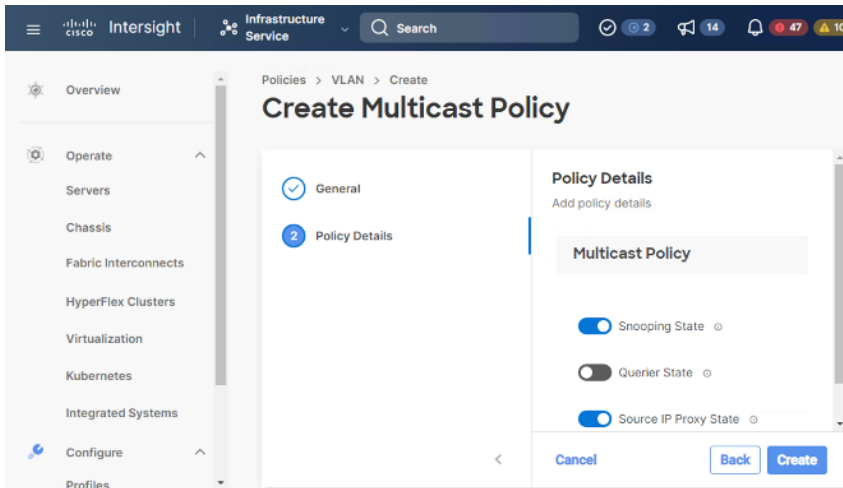 cisco Intersight
Infrastructure
Service
Search
2
14
47
10
Overview
Operate
Servers
Chassis
Fabric Interconnects
HyperFlex Clusters
Virtualization
Kubernetes
Integrated Systems
Configure
Profiles
Policies > VLAN > Create
Create Multicast Policy
General
2 Policy Details
Policy Details
Add policy details
Multicast Policy
Snooping State
Querier State
Source IP Proxy State
< Cancel Back Create